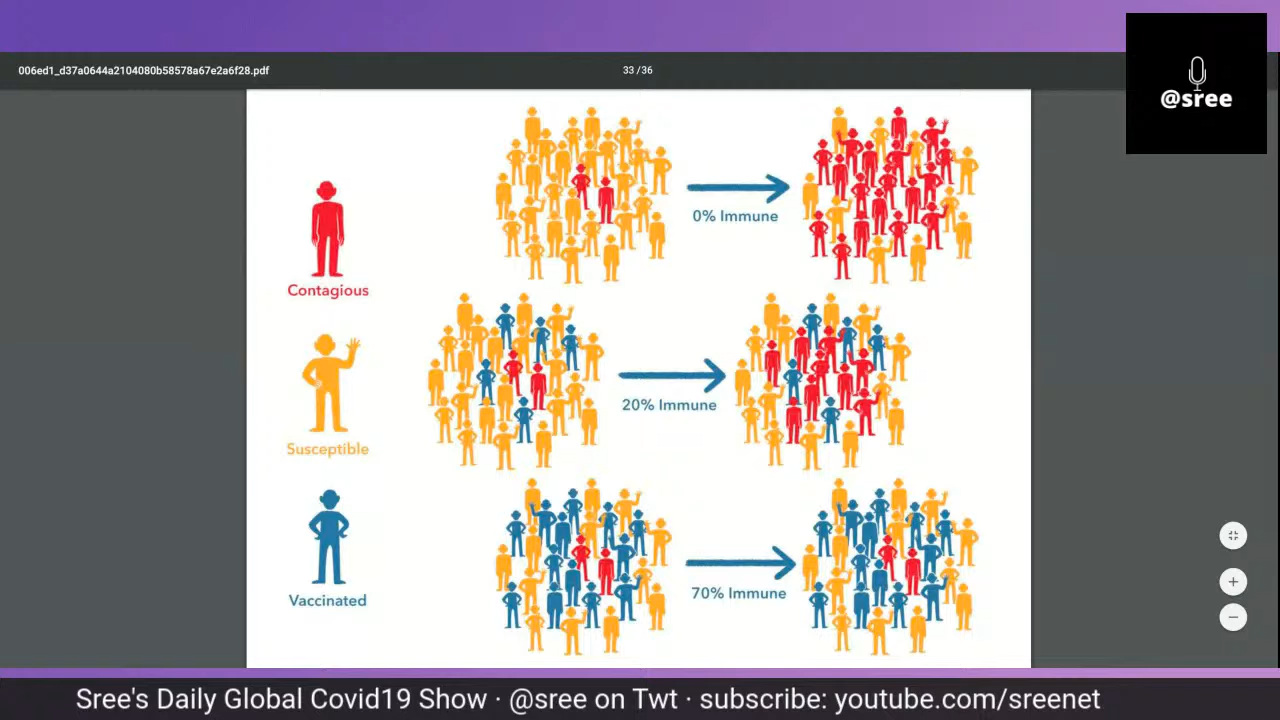 006ed1_d37a0644a2104080b58578a67e2a6f28.pdf
33 / 36
@sree
0% Immune
Contagious
20% Immune
Susceptible
70% Immune
Vaccinated
Sree's Daily Global Covid19 Show · @sree on Twt · subscribe: youtube.com/sreenet